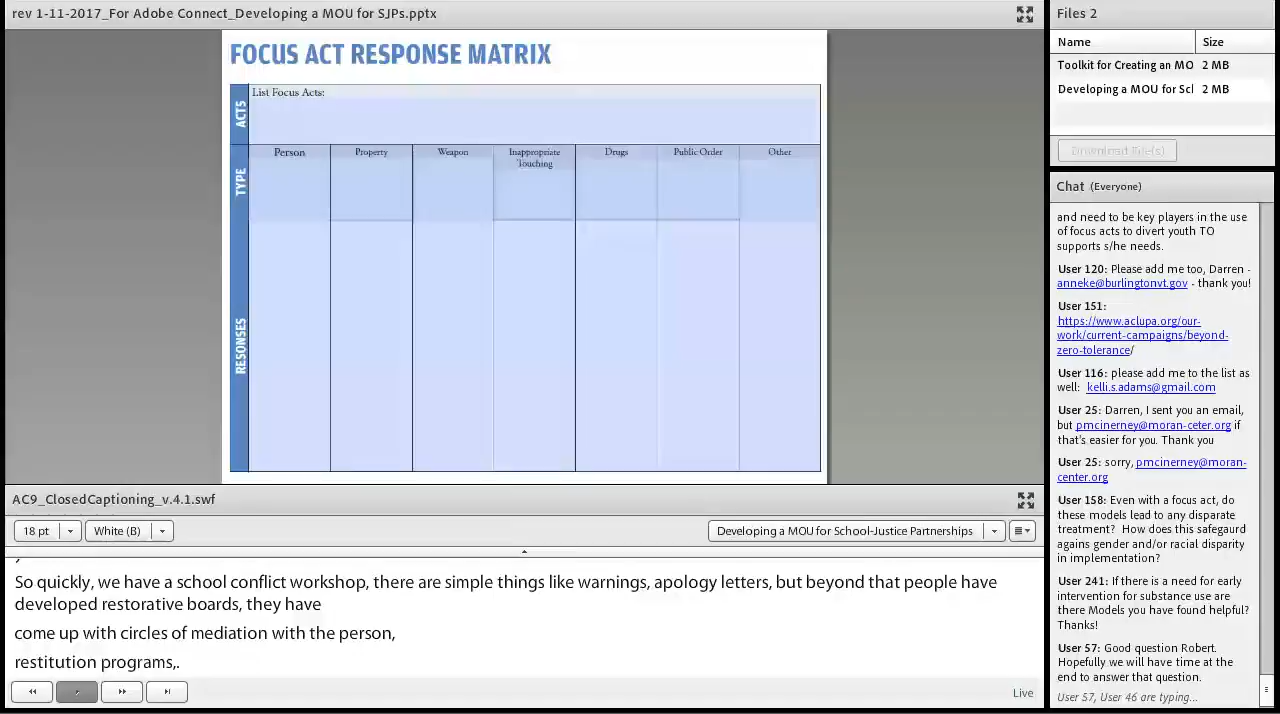 rev 1-11-2017_For Adobe Connect_Developing a MOU for SJPs.pptx
FOCUS ACT RESPONSE MATRIX
ACTS
List Focus Acts:
TYPE
Person
Property
Weapon
Inappropriate
Touching
Drugs
Public Order
Other
RESONSES
AC9_ClosedCaptioning_v.4.1.swf
18 pt
White (B)
Developing a MOU for School-Justice Partnerships
So quickly, we have a school conflict workshop, there are simple things like warnings, apology letters, but beyond that people have
developed restorative boards, they have
come up with circles of mediation with the person,
restitution programs,.
Live
Files 2
Name Size
Toolkit for Creating an MO 2 MB
Developing a MOU for Scl 2 MB
Download File(s)
Chat (Everyone)
and need to be key players in the use
of focus acts to divert youth TO
supports s/he needs.
User 120: Please add me too, Darren -
anneke@burlingtonvt.gov - thank you!
User 151:
https://www.aclupa.org/our-
work/current-campaigns/beyond-
zero-tolerance/
User 116: please add me to the list as
well: kelli.s.adams@gmail.com
User 25: Darren, I sent you an email,
but pmcinerney@moran-ceter.org if
that's easier for you. Thank you
User 25: sorry, pmcinerney@moran-
center.org
User 158: Even with a focus act, do
these models lead to any disparate
treatment? How does this safegaurd
agains gender and/or racial disparity
in implementation?
User 241: If there is a need for early
intervention for substance use are
there Models you have found helpful?
Thanks!
User 57: Good question Robert.
Hopefully we will have time at the
end to answer that question.
User 57, User 46 are typing...